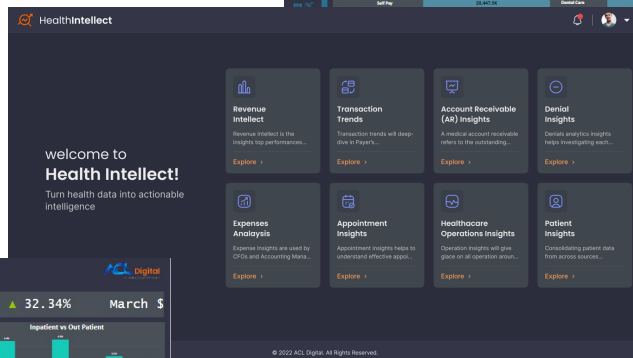 Self Pay
$5,447.5K
Dental Care
HealthIntellect
welcome to
Health Intellect!
Turn health data into actionable
intelligence
Revenue
Intellect
Revenue Intellect is the
insights top performances...
Explore ›
Transaction
Trends
Transaction trends will deep-
dive in Payer's...
Explore ›
Account Receivable
(AR) Insights
A medical account receivable
refers to the outstanding...
Explore ›
Denial
Insights
Denials analytics insights
helps investigating each...
Explore ›
Expenses
Analaysis
Expense Insights are used by
CFOs and Accounting Mana...
Explore ›
Appointment
Insights
Appointment insights helps to
understand effective appoi...
Explore ›
Healthacare
Operations Insights
Operation insights will give
glace on all operation aroun...
Explore ›
Patient
Insights
Consolidating patient data
from across sources...
Explore ›
ACL Digital
▲ 32.34% March $
Inpatient vs Out Patient
© 2022 ACL Digital. All Rights Reserved.